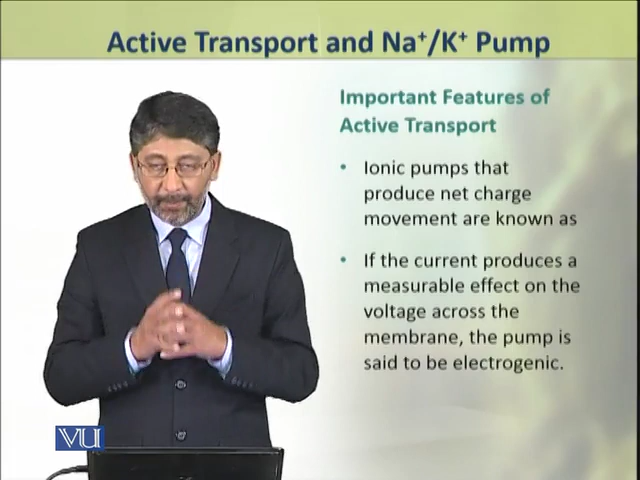 Active Transport and Na⁺/K⁺ Pump
Important Features of
Active Transport
• Ionic pumps that
produce net charge
movement are known as
• If the current produces a
measurable effect on the
voltage across the
membrane, the pump is
said to be electrogenic.
VU